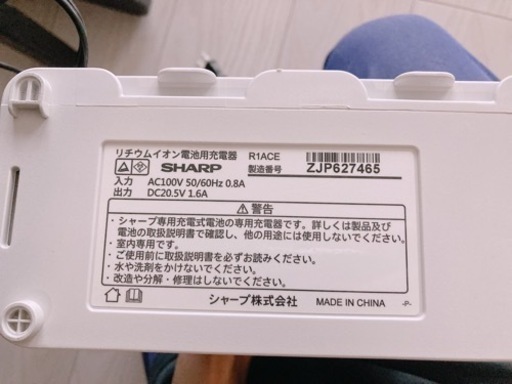 リチウムイオン電池用充電器 R1ACE
SHARP 製造番号 ZJP627465
入力 AC100V 50/60Hz 0.8A
出力 DC20.5V 1.6A
⚠警告
・シャープ専用充電式電池の専用充電器です。詳しくは製品及び
電池の取扱説明書で確認し、他の用途には使用しないでください。
・室内専用です。
・ご使用前に取扱説明書を必ずお読みください。
・水や洗剤をかけないでください。
・改造や分解・修理はしないでください。
シャープ株式会社 MADE IN CHINA -P-